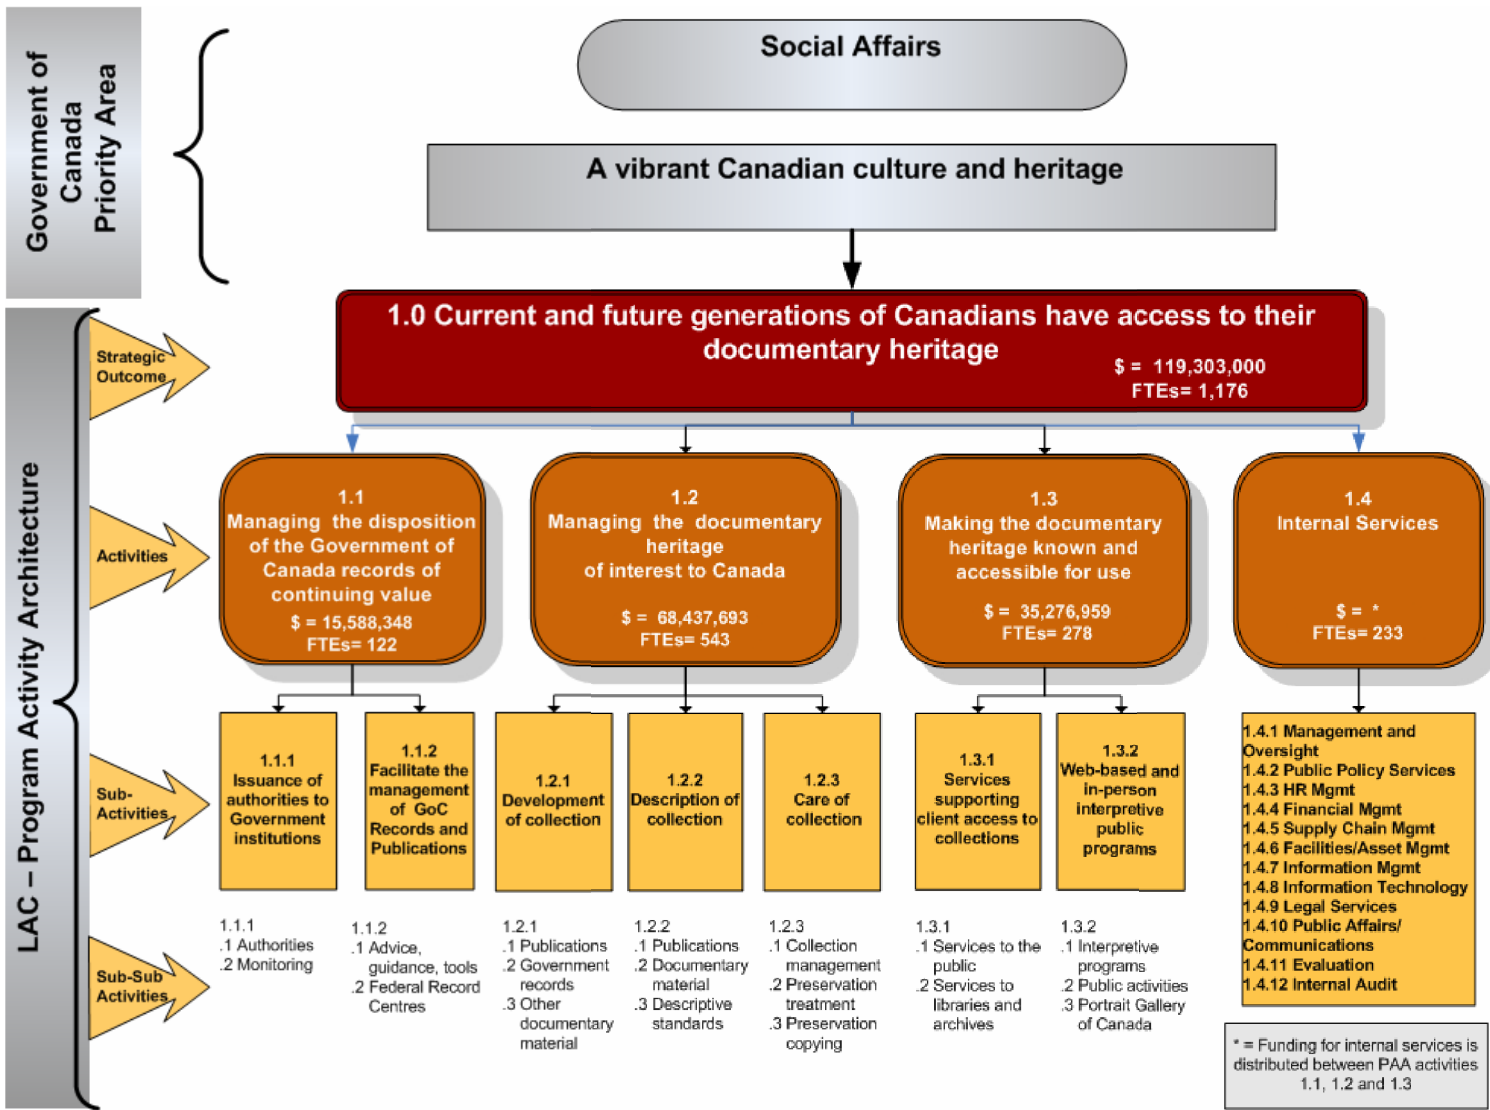 Government of
Canada
Priority Area
Social Affairs
A vibrant Canadian culture and heritage
LAC – Program Activity Architecture
Strategic
Outcome
1.0 Current and future generations of Canadians have access to their
documentary heritage
$ = 119,303,000
FTEs= 1,176
Activities
1.1
Managing the disposition
of the Government of
Canada records of
continuing value
$ = 15,588,348
FTEs= 122
1.2
Managing the documentary
heritage
of interest to Canada
$ = 68,437,693
FTEs= 543
1.3
Making the documentary
heritage known and
accessible for use
$ = 35,276,959
FTEs= 278
1.4
Internal Services
$ = *
FTEs= 233
Sub-
Activities
1.1.1
Issuance of
authorities to
Government
institutions
1.1.2
Facilitate the
management
of GoC
Records and
Publications
1.2.1
Development
of collection
1.2.2
Description of
collection
1.2.3
Care of
collection
1.3.1
Services
supporting
client access to
collections
1.3.2
Web-based and
in-person
interpretive
public
programs
1.4.1 Management and
Oversight
1.4.2 Public Policy Services
1.4.3 HR Mgmt
1.4.4 Financial Mgmt
1.4.5 Supply Chain Mgmt
1.4.6 Facilities/Asset Mgmt
1.4.7 Information Mgmt
1.4.8 Information Technology
1.4.9 Legal Services
1.4.10 Public Affairs/
Communications
1.4.11 Evaluation
1.4.12 Internal Audit
Sub-Sub
Activities
1.1.1
.1 Authorities
.2 Monitoring
1.1.2
.1 Advice,
guidance, tools
.2 Federal Record
Centres
1.2.1
.1 Publications
.2 Government
records
.3 Other
documentary
material
1.2.2
.1 Publications
.2 Documentary
material
.3 Descriptive
standards
1.2.3
.1 Collection
management
.2 Preservation
treatment
.3 Preservation
copying
1.3.1
.1 Services to the
public
.2 Services to
libraries and
archives
1.3.2
.1 Interpretive
programs
.2 Public activities
.3 Portrait Gallery
of Canada
* = Funding for internal services is
distributed between PAA activities
1.1, 1.2 and 1.3